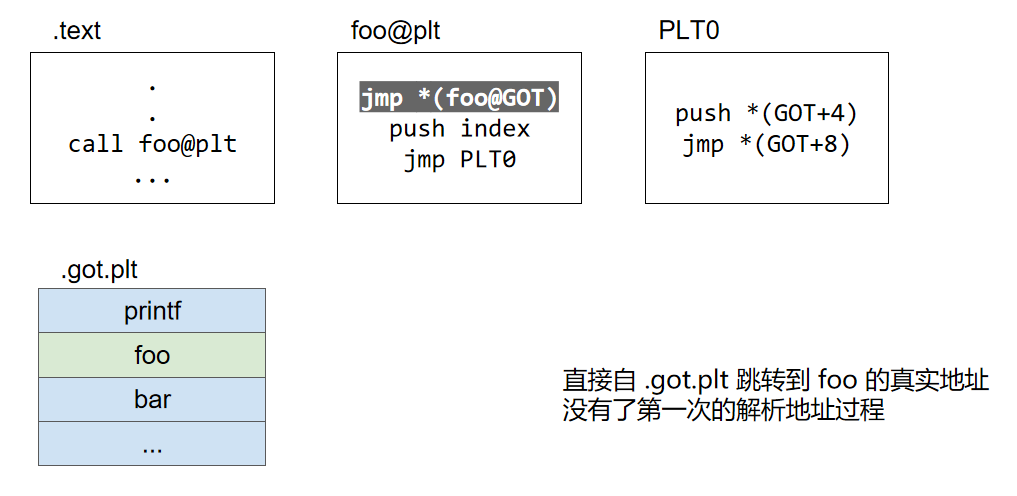 .text
.
.
call foo@plt
...
foo@plt
jmp *(foo@GOT)
push index
jmp PLT0
PLT0
push *(GOT+4)
jmp *(GOT+8)
.got.plt
printf
foo
bar
...
直接自 .got.plt 跳转到 foo 的真实地址
没有了第一次的解析地址过程